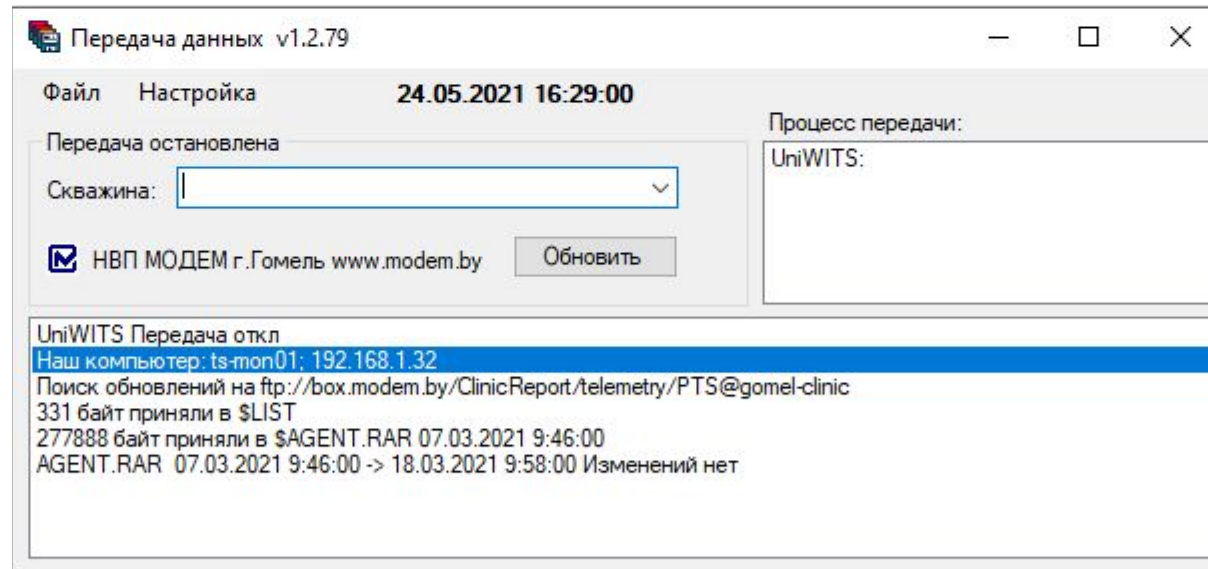 Передача данных v1.2.79
Файл Настройка 24.05.2021 16:29:00
Передача остановлена
Скважина:
НВП МОДЕМ г.Гомель www.modem.by Обновить
Процесс передачи:
UniWITS:
UniWITS Передача откл
Наш компьютер: ts-mon01; 192.168.1.32
Поиск обновлений на ftp://box.modem.by/ClinicReport/telemetry/PTS@gomel-clinic
331 байт приняли в $LIST
277888 байт приняли в $AGENT.RAR 07.03.2021 9:46:00
AGENT.RAR 07.03.2021 9:46:00 -> 18.03.2021 9:58:00 Изменений нет